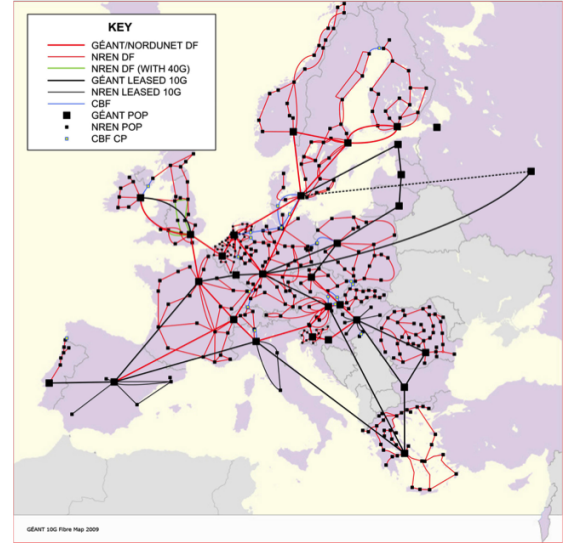 KEY
GÉANT/NORDUNET DF
NREN DF
NREN DF (WITH 40G)
GÉANT LEASED 10G
NREN LEASED 10G
CBF
GÉANT POP
NREN POP
CBF CP
GÉANT 10G Fibre Map 2009